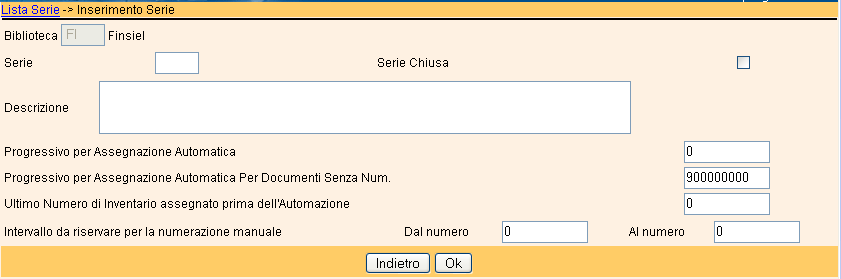 Lista Serie -> Inserimento Serie
Biblioteca FI Finsiel
Serie Serie Chiusa
Descrizione
Progressivo per Assegnazione Automatica 0
Progressivo per Assegnazione Automatica Per Documenti Senza Num. 900000000
Ultimo Numero di Inventario assegnato prima dell'Automazione 0
Intervallo da riservare per la numerazione manuale Dal numero 0 Al numero 0
Indietro Ok